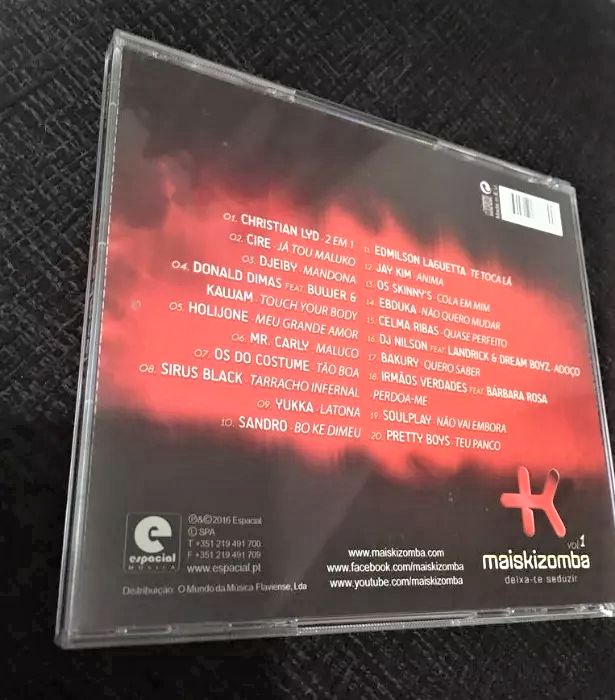 01. CHRISTIAN LYD · 2 EM 1
02. CIRE · JÁ TOU MALUKO
03. DJEIBY · MANDONA
04. DONALD DIMAS FEAT. BUWER &
KAWAM · TOUCH YOUR BODY
05. HOLIJONE · MEU GRANDE AMOR
06. MR. CARLY · MALUCO
07. OS DO COSTUME · TÃO BOA
08. SIRUS BLACK · TARRACHO INFERNAL
09. YUKKA · LATONA
10. SANDRO · BO KE DIMEU
11. EDMILSON LAGUETTA · TE TOCA LÁ
12. JAY KIM · ANIMA
13. OS SKINNY'S · COLA EM MIM
14. EBDUKA · NÃO QUERO MUDAR
15. CELMA RIBAS · QUASE PERFEITO
16. DJ NILSON FEAT. LANDRICK & DREAM BOYZ · ADOÇO
17. BAKURY · QUERO SABER
18. IRMÃOS VERDADES FEAT. BÁRBARA ROSA
· PERDOA-ME
19. SOULPLAY · NÃO VAI EMBORA
20. PRETTY BOYS · TEU PANCO
Made in E.U.
e
espacial
MÚSICA
Ⓟ&©2016 Espacial
Ⓒ SPA
T +351 219 491 700
F +351 219 491 709
www.espacial.pt
Distribuição: O Mundo da Música Flaviense, Lda
www.maiskizomba.com
www.facebook.com/maiskizomba
www.youtube.com/maiskizomba
vol.1
maiskizomba
deixa-te seduzir